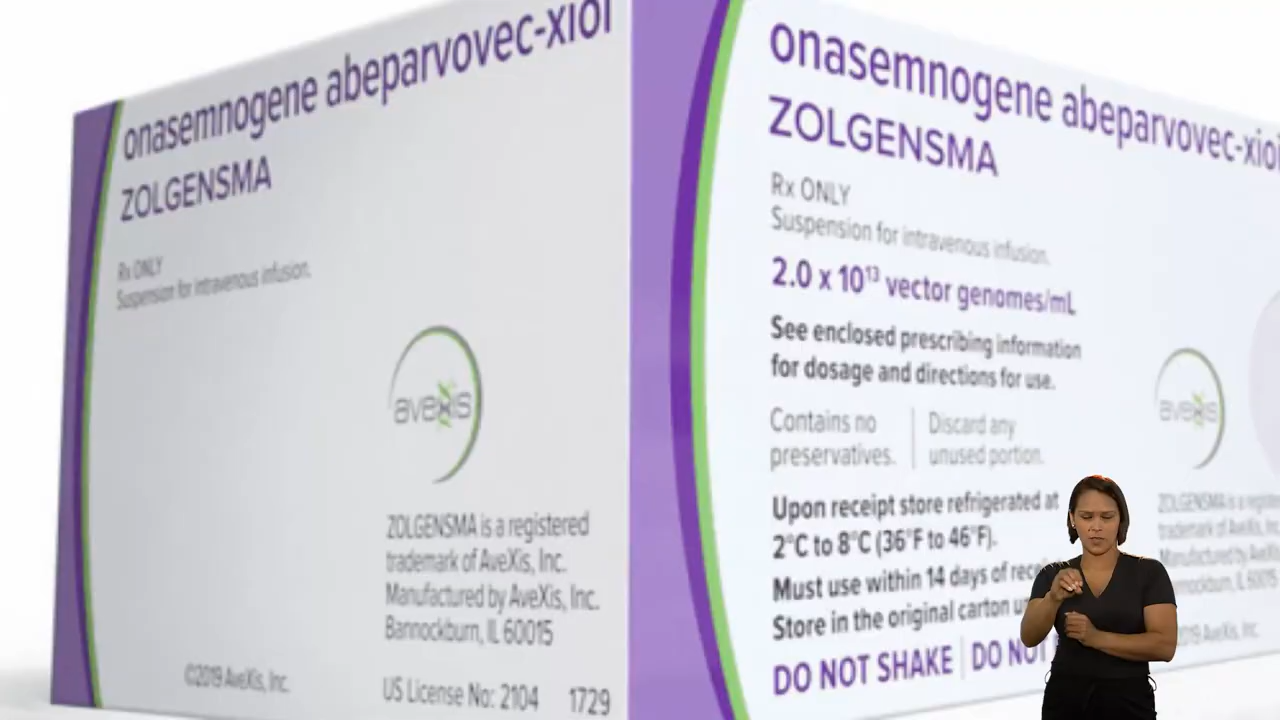 onasemnogene abeparvovec-xioi
ZOLGENSMA
Rx ONLY
Suspension for intravenous infusion.
avexis
ZOLGENSMA is a registered
trademark of AveXis, Inc.
Manufactured by AveXis, Inc.
Bannockburn, IL 60015
©2019 AveXis, Inc.
US License No: 2104 1729
onasemnogene abeparvovec-xioi
ZOLGENSMA
Rx ONLY
Suspension for intravenous infusion.
2.0 x 10¹³ vector genomes/mL
See enclosed prescribing information
for dosage and directions for use.
Contains no
preservatives.
Discard any
unused portion.
avexis
Upon receipt store refrigerated at
2°C to 8°C (36°F to 46°F).
Must use within 14 days of
Store in the original carton
DO NOT SHAKE DO NOT
ZOLGENSMA is a
trademark of AveXis,
Manufactured by AveXis,
IL 60015
2019 AveXis, Inc.